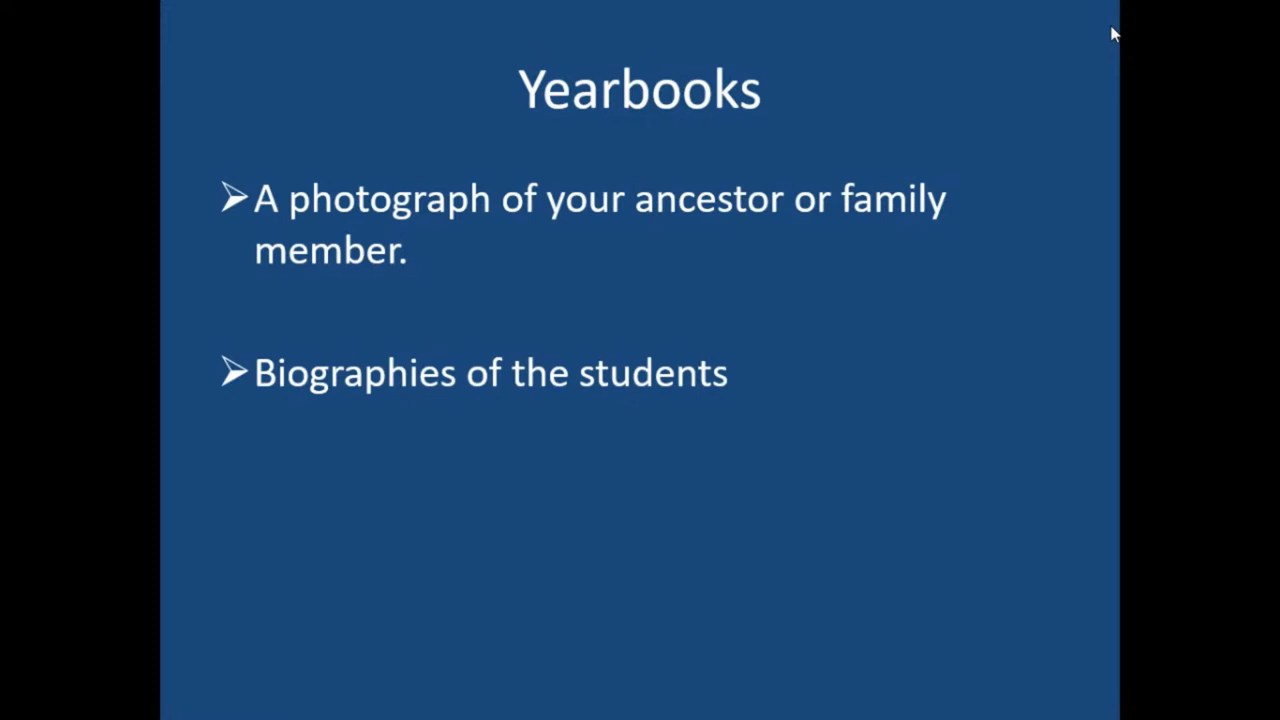 Yearbooks
➢A photograph of your ancestor or family
member.
➢Biographies of the students